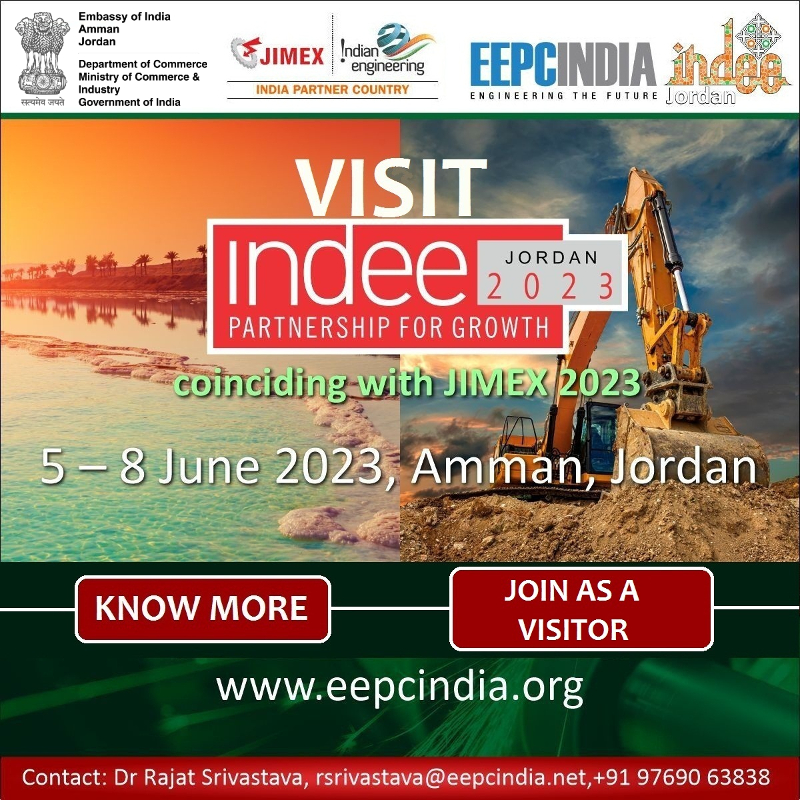 Embassy of India
Amman
Jordan
Department of Commerce
Ministry of Commerce &
Industry
Government of India
सत्यमेव जयते
JIMEX
Indian
engineering
INDIA PARTNER COUNTRY
EEPCINDIA
ENGINEERING THE FUTURE
indee
Jordan
VISIT
indee
JORDAN
2023
PARTNERSHIP FOR GROWTH
coinciding with JIMEX 2023
5 – 8 June 2023, Amman, Jordan
KNOW MORE
JOIN AS A
VISITOR
www.eepcindia.org
Contact: Dr Rajat Srivastava, rsrivastava@eepcindia.net,+91 97690 63838